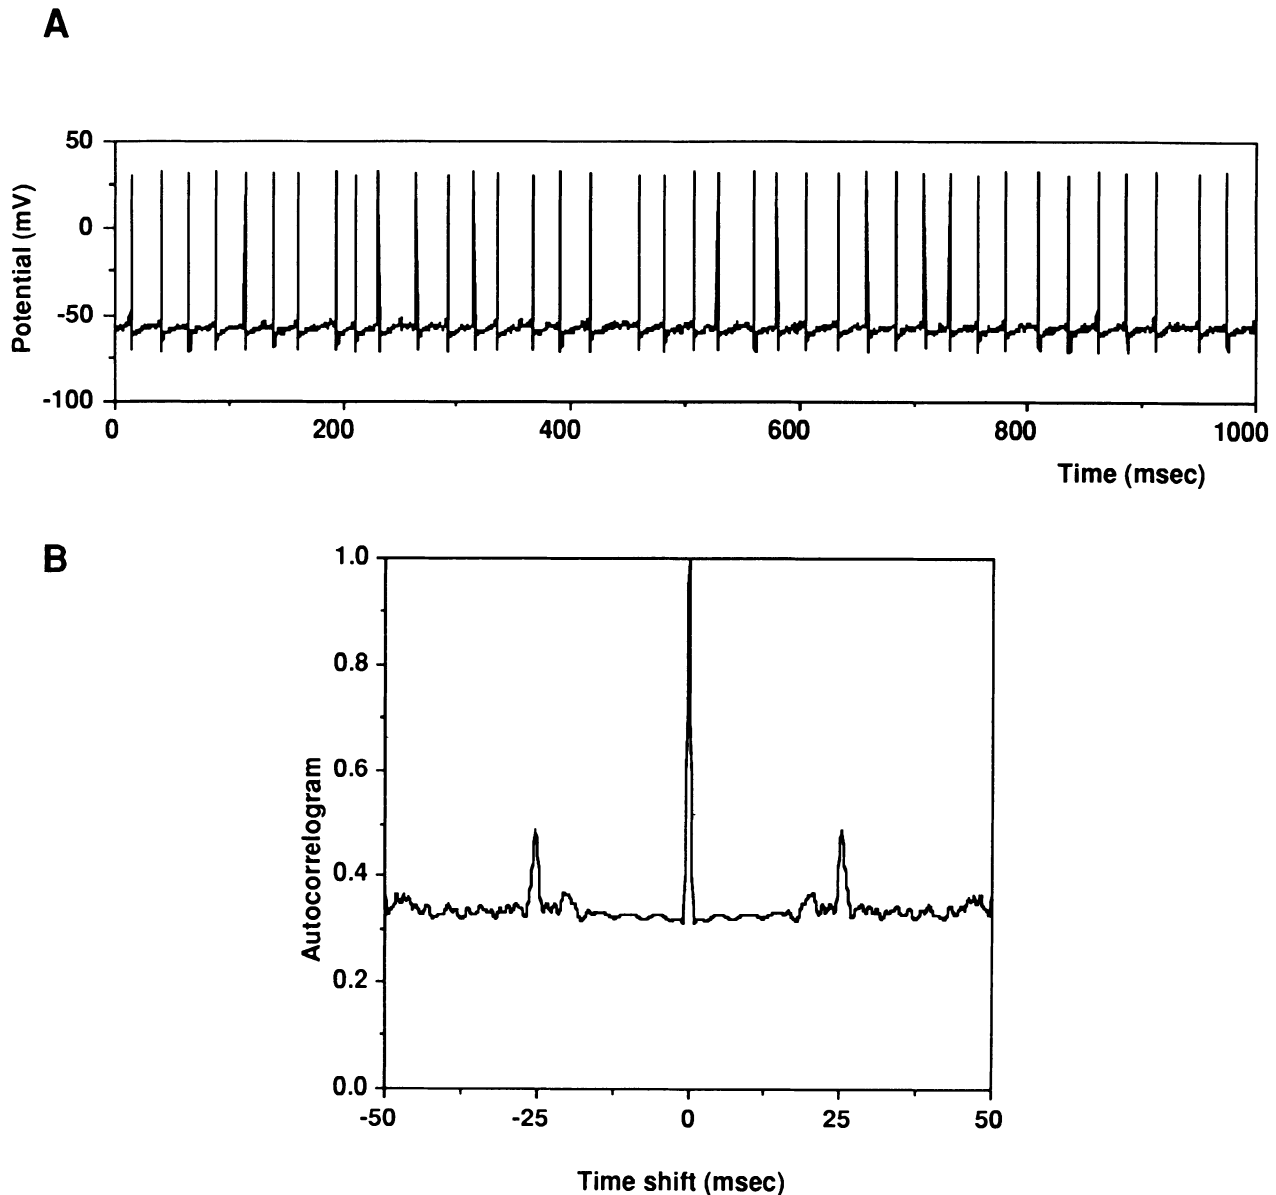 A
50
0
-50
-100
Potential (mV)
0 200 400 600 800 1000
Time (msec)
B
1.0
0.8
0.6
0.4
0.2
0.0
Autocorrelogram
-50 -25 0 25 50
Time shift (msec)